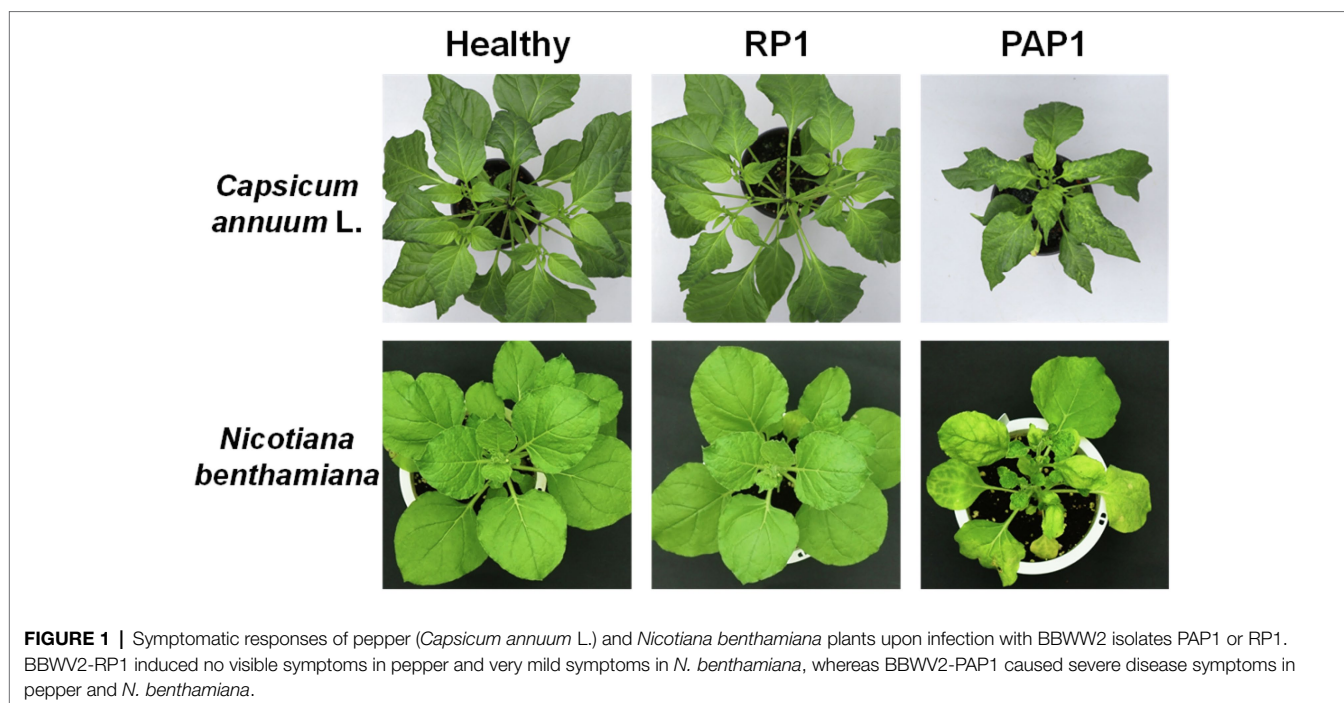 Healthy RP1 PAP1
Capsicum
annuum L.
Nicotiana
benthamiana
FIGURE 1 | Symptomatic responses of pepper (Capsicum annuum L.) and Nicotiana benthamiana plants upon infection with BBWW2 isolates PAP1 or RP1.
BBWV2-RP1 induced no visible symptoms in pepper and very mild symptoms in N. benthamiana, whereas BBWV2-PAP1 caused severe disease symptoms in
pepper and N. benthamiana.